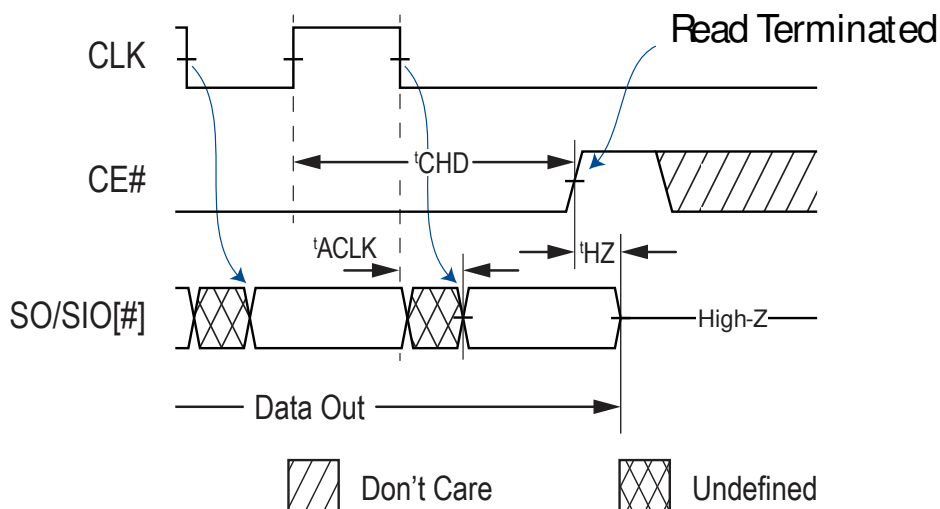 Read Terminated
CLK
tCHD
CE#
tACLK
tHZ
SO/SIO[#]
High-Z
Data Out
Don't Care
Undefined